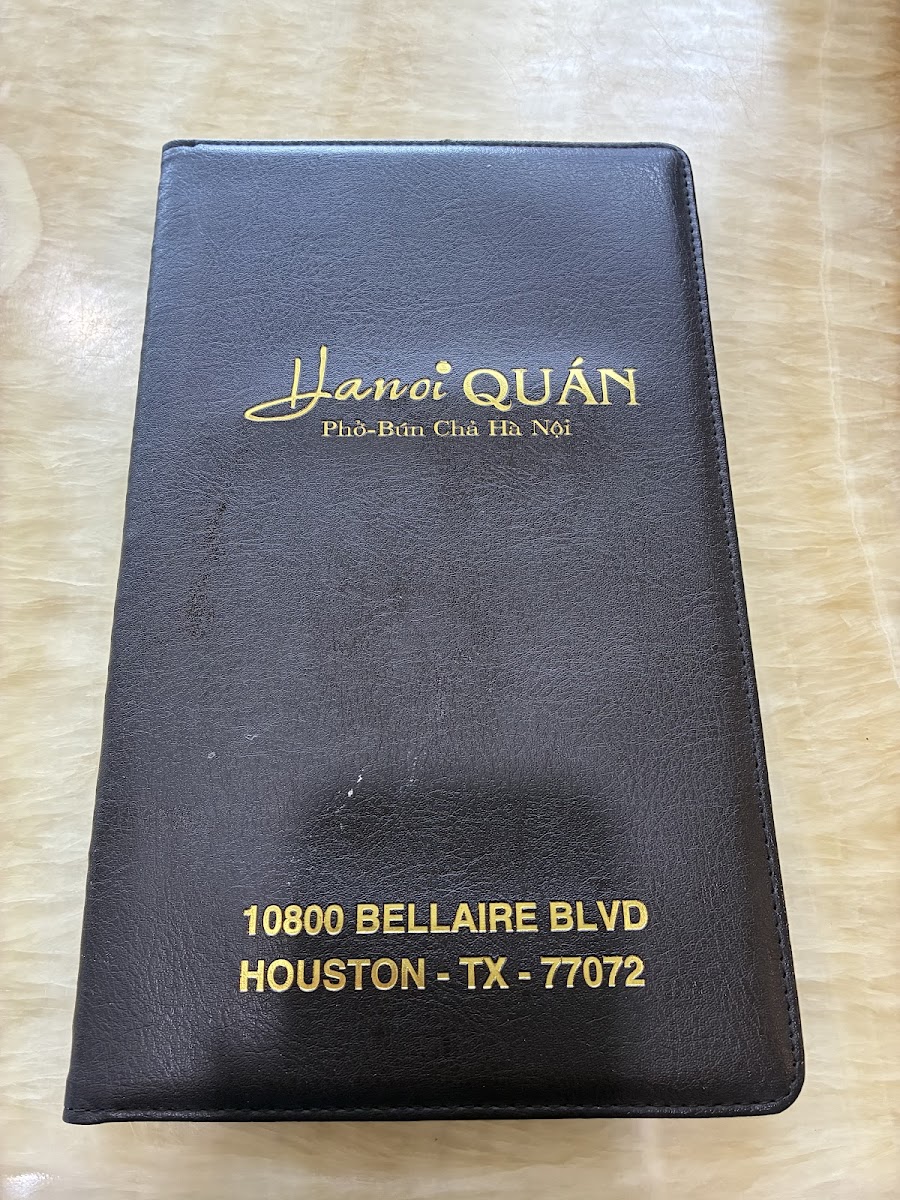 Hanoi QUÁN
Phở-Bún Chả Hà Nội
10800 BELLAIRE BLVD
HOUSTON - TX - 77072